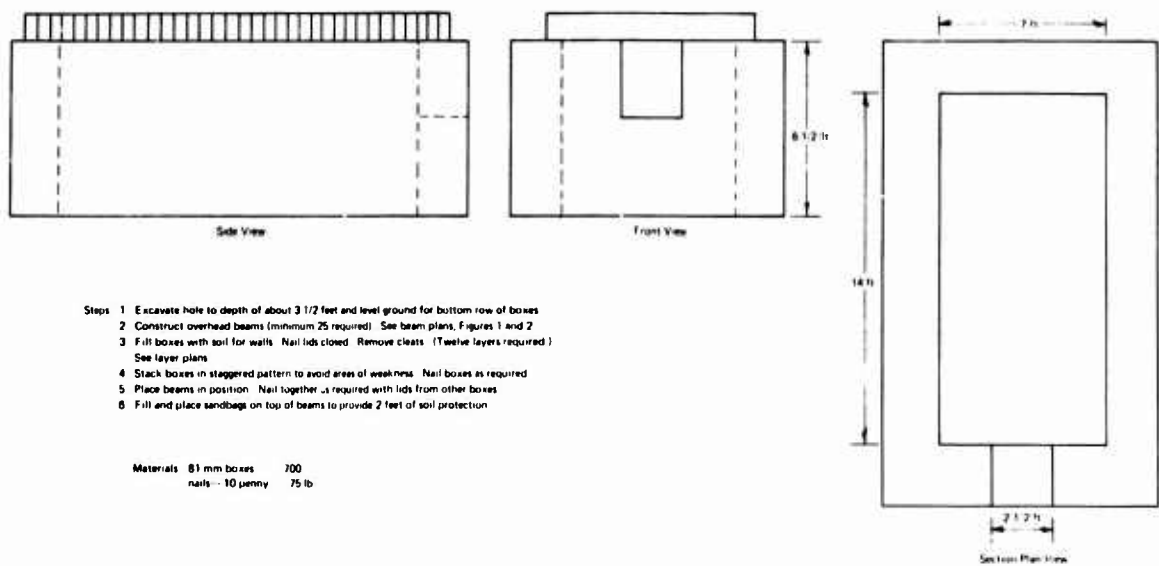 7 ft
6 1/2 ft
Side View
Front View
14 ft
Steps 1 Excavate hole to depth of about 3 1/2 feet and level ground for bottom row of boxes
2 Construct overhead beams (minimum 25 required) See beam plans, Figures 1 and 2
3 Fill boxes with soil for walls Nail lids closed Remove cleats (Twelve layers required)
See layer plans
4 Stack boxes in staggered pattern to avoid areas of weakness Nail boxes as required
5 Place beams in position Nail together as required with lids from other boxes
6 Fill and place sandbags on top of beams to provide 2 feet of soil protection
Materials 81 mm boxes 700
nails-- 10 penny 75 lb
2 1/2 ft
Section Plan View